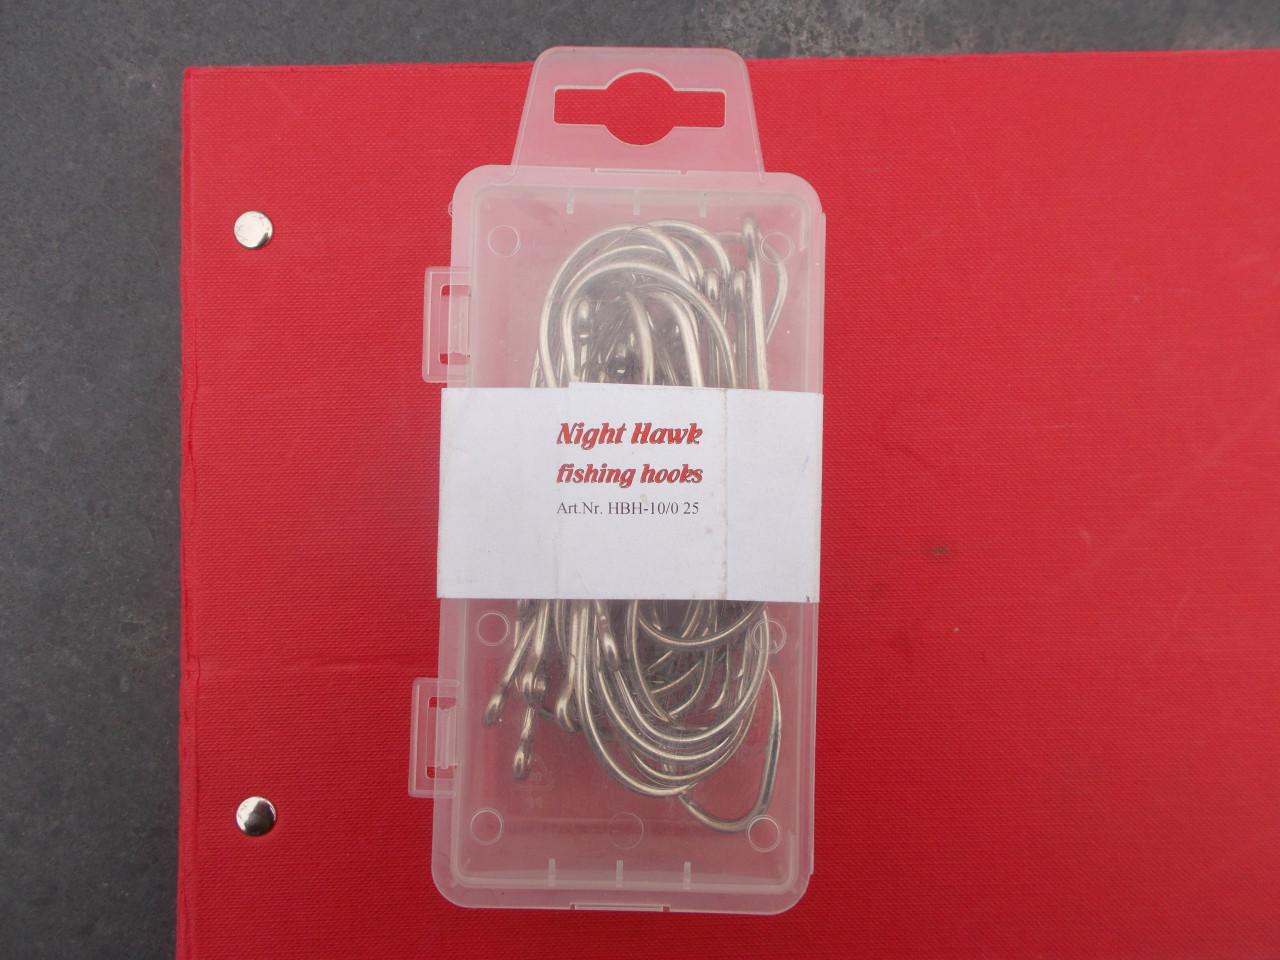 Night Hawk
fishing hooks
Art.Nr. HBH-10/0 25